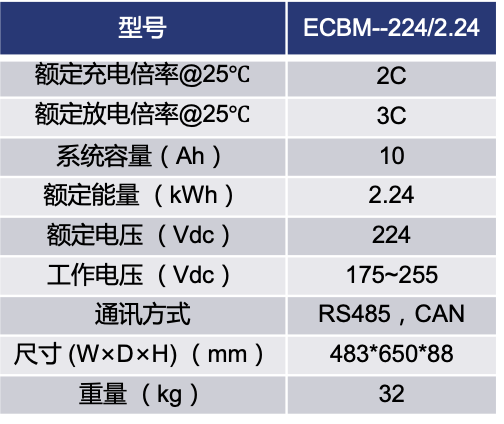 型号 ECBM--224/2.24
额定充电倍率@25℃ 2C
额定放电倍率@25℃ 3C
系统容量（Ah） 10
额定能量 （kWh） 2.24
额定电压 （Vdc） 224
工作电压 （Vdc） 175~255
通讯方式 RS485，CAN
尺寸 (W×D×H) （mm） 483*650*88
重量 （kg） 32